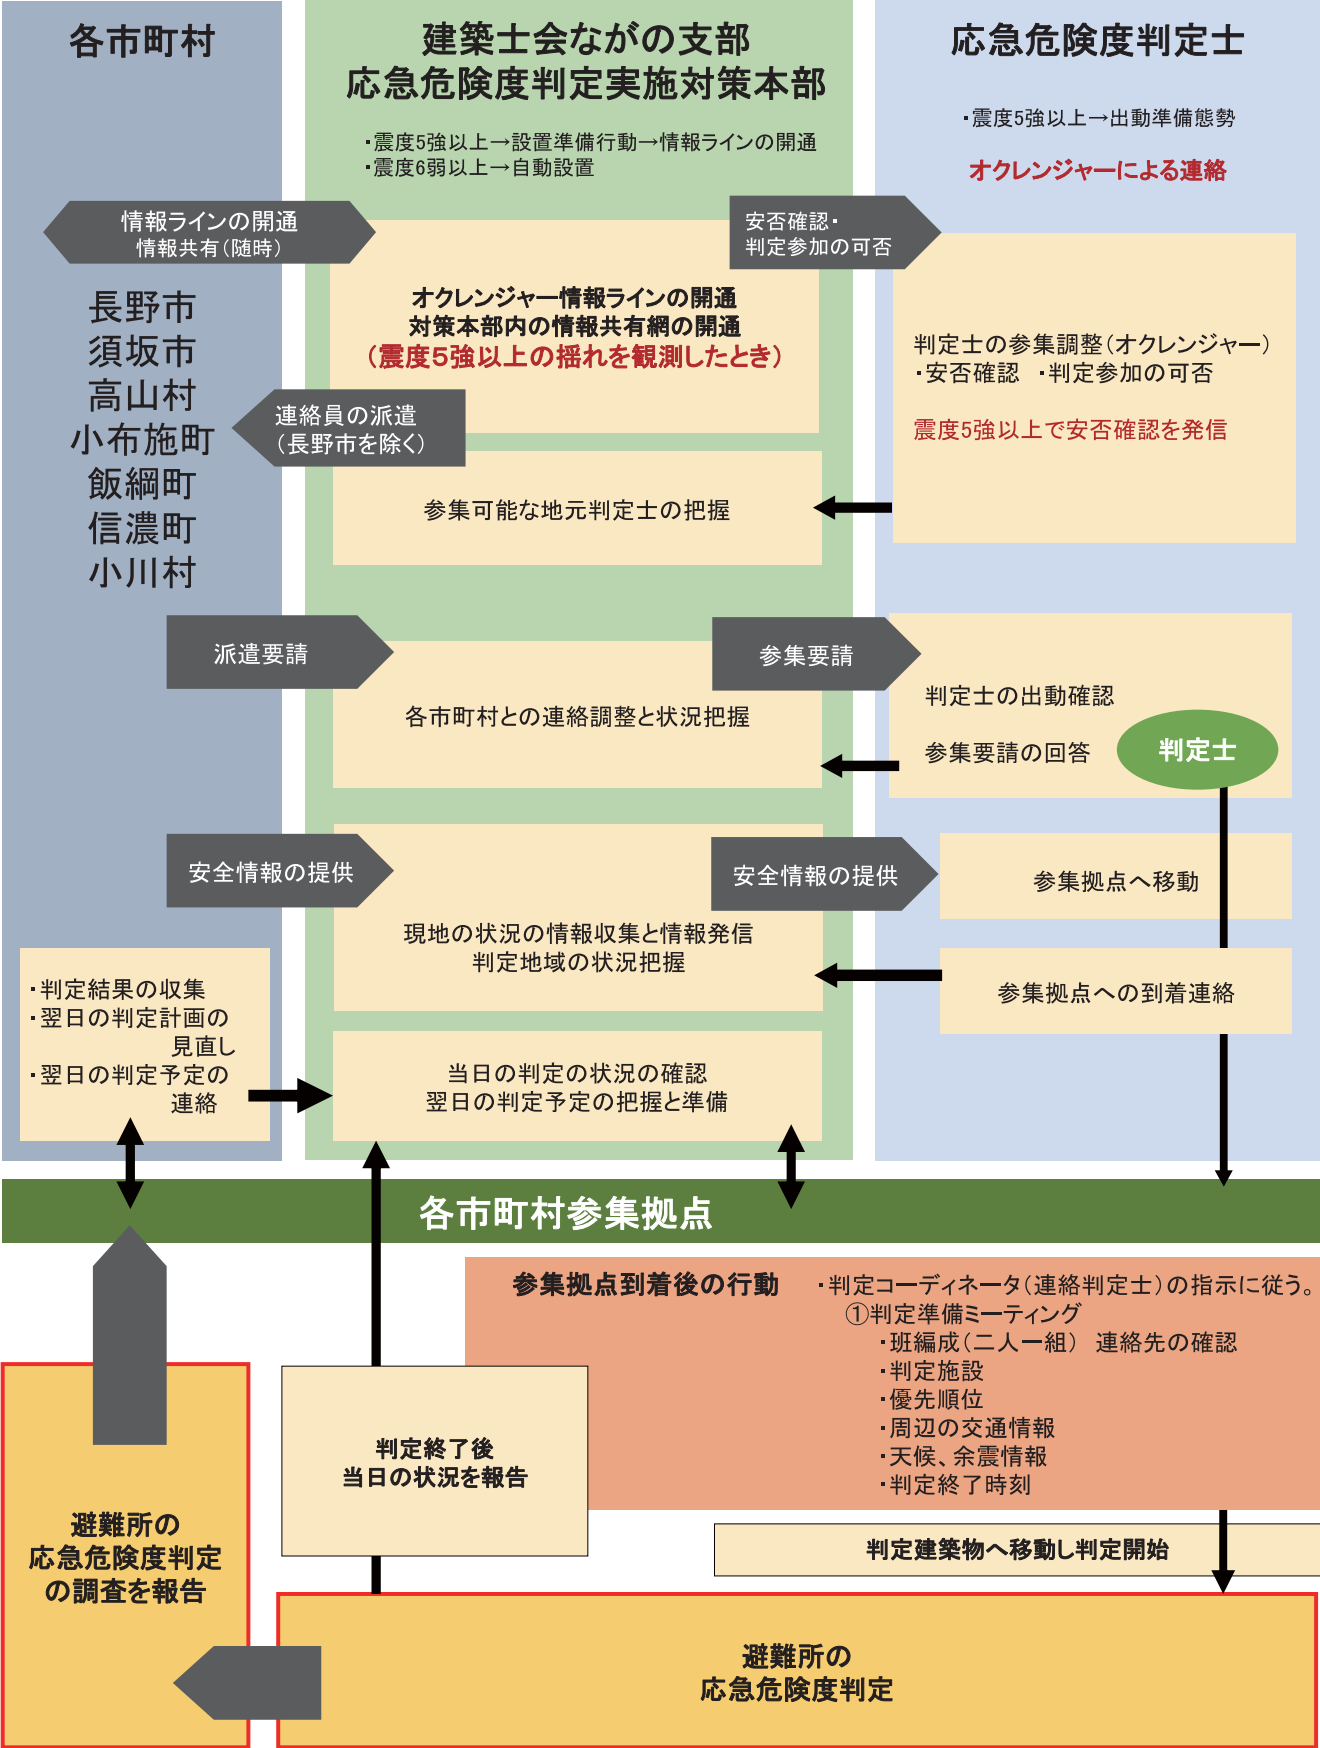 各市町村
建築士会ながの支部
応急危険度判定実施対策本部
・震度5強以上→設置準備行動→情報ラインの開通
・震度6弱以上→自動設置
応急危険度判定士
・震度5強以上→出動準備態勢
オクレンジャーによる連絡
情報ラインの開通
情報共有(随時)
安否確認・
判定参加の可否
長野市
須坂市
高山村
小布施町
飯綱町
信濃町
小川村
オクレンジャー情報ラインの開通
対策本部内の情報共有網の開通
(震度5強以上の揺れを観測したとき)
連絡員の派遣
(長野市を除く)
参集可能な地元判定士の把握
判定士の参集調整(オクレンジャー)
・安否確認 ・判定参加の可否
震度5強以上で安否確認を発信
派遣要請
各市町村との連絡調整と状況把握
参集要請
判定士の出動確認
参集要請の回答
判定士
安全情報の提供
現地の状況の情報収集と情報発信
判定地域の状況把握
安全情報の提供
参集拠点へ移動
参集拠点への到着連絡
・判定結果の収集
・翌日の判定計画の
見直し
・翌日の判定予定の
連絡
当日の判定の状況の確認
翌日の判定予定の把握と準備
各市町村参集拠点
参集拠点到着後の行動
・判定コーディネータ(連絡判定士)の指示に従う。
①判定準備ミーティング
・班編成(二人一組) 連絡先の確認
・判定施設
・優先順位
・周辺の交通情報
・天候、余震情報
・判定終了時刻
判定終了後
当日の状況を報告
判定建築物へ移動し判定開始
避難所の
応急危険度判定
の調査を報告
避難所の
応急危険度判定